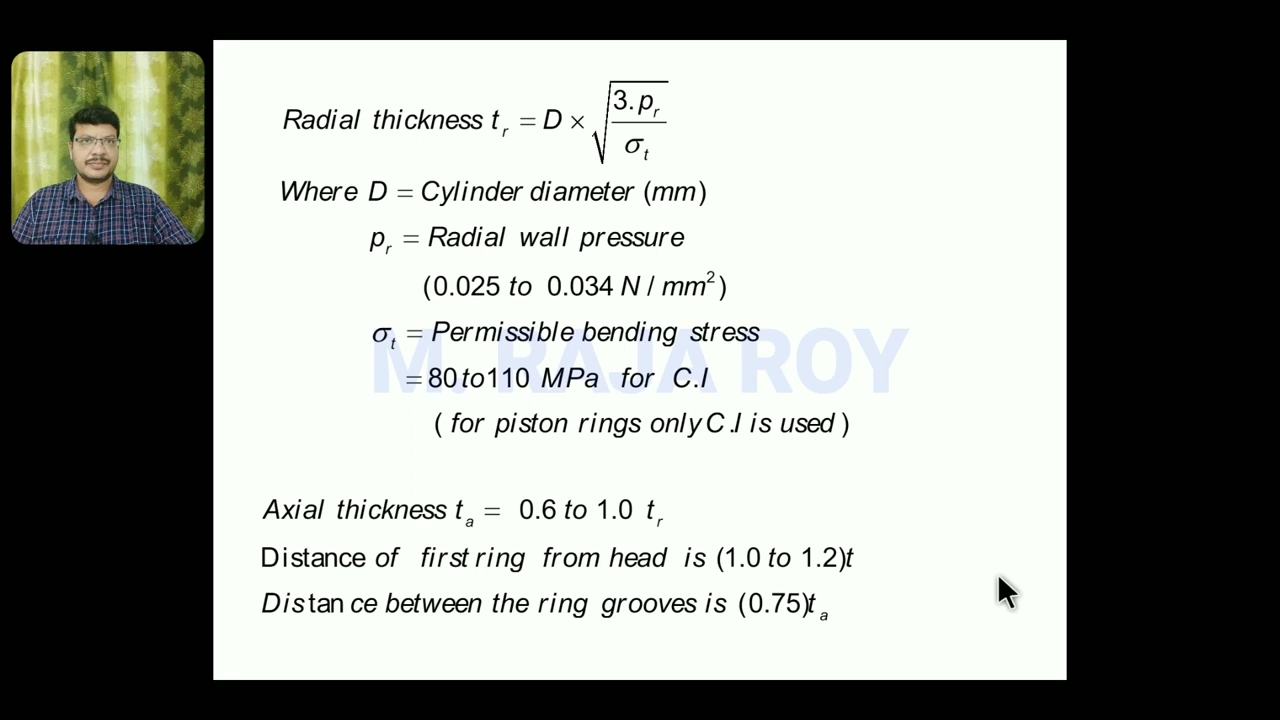 Radial thickness t_r = D × √(3.p_r / σ_t)
Where D = Cylinder diameter (mm)
p_r = Radial wall pressure
(0.025 to 0.034 N / mm²)
σ_t = Permissible bending stress
= 80 to 110 MPa for C.I
( for piston rings only C.I is used )
M. RAJA ROY
Axial thickness t_a = 0.6 to 1.0 t_r
Distance of first ring from head is (1.0 to 1.2)t
Distance between the ring grooves is (0.75)t_a